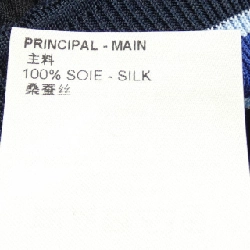 PRINCIPAL - MAIN
主料
100% SOIE - SILK
桑蚕丝